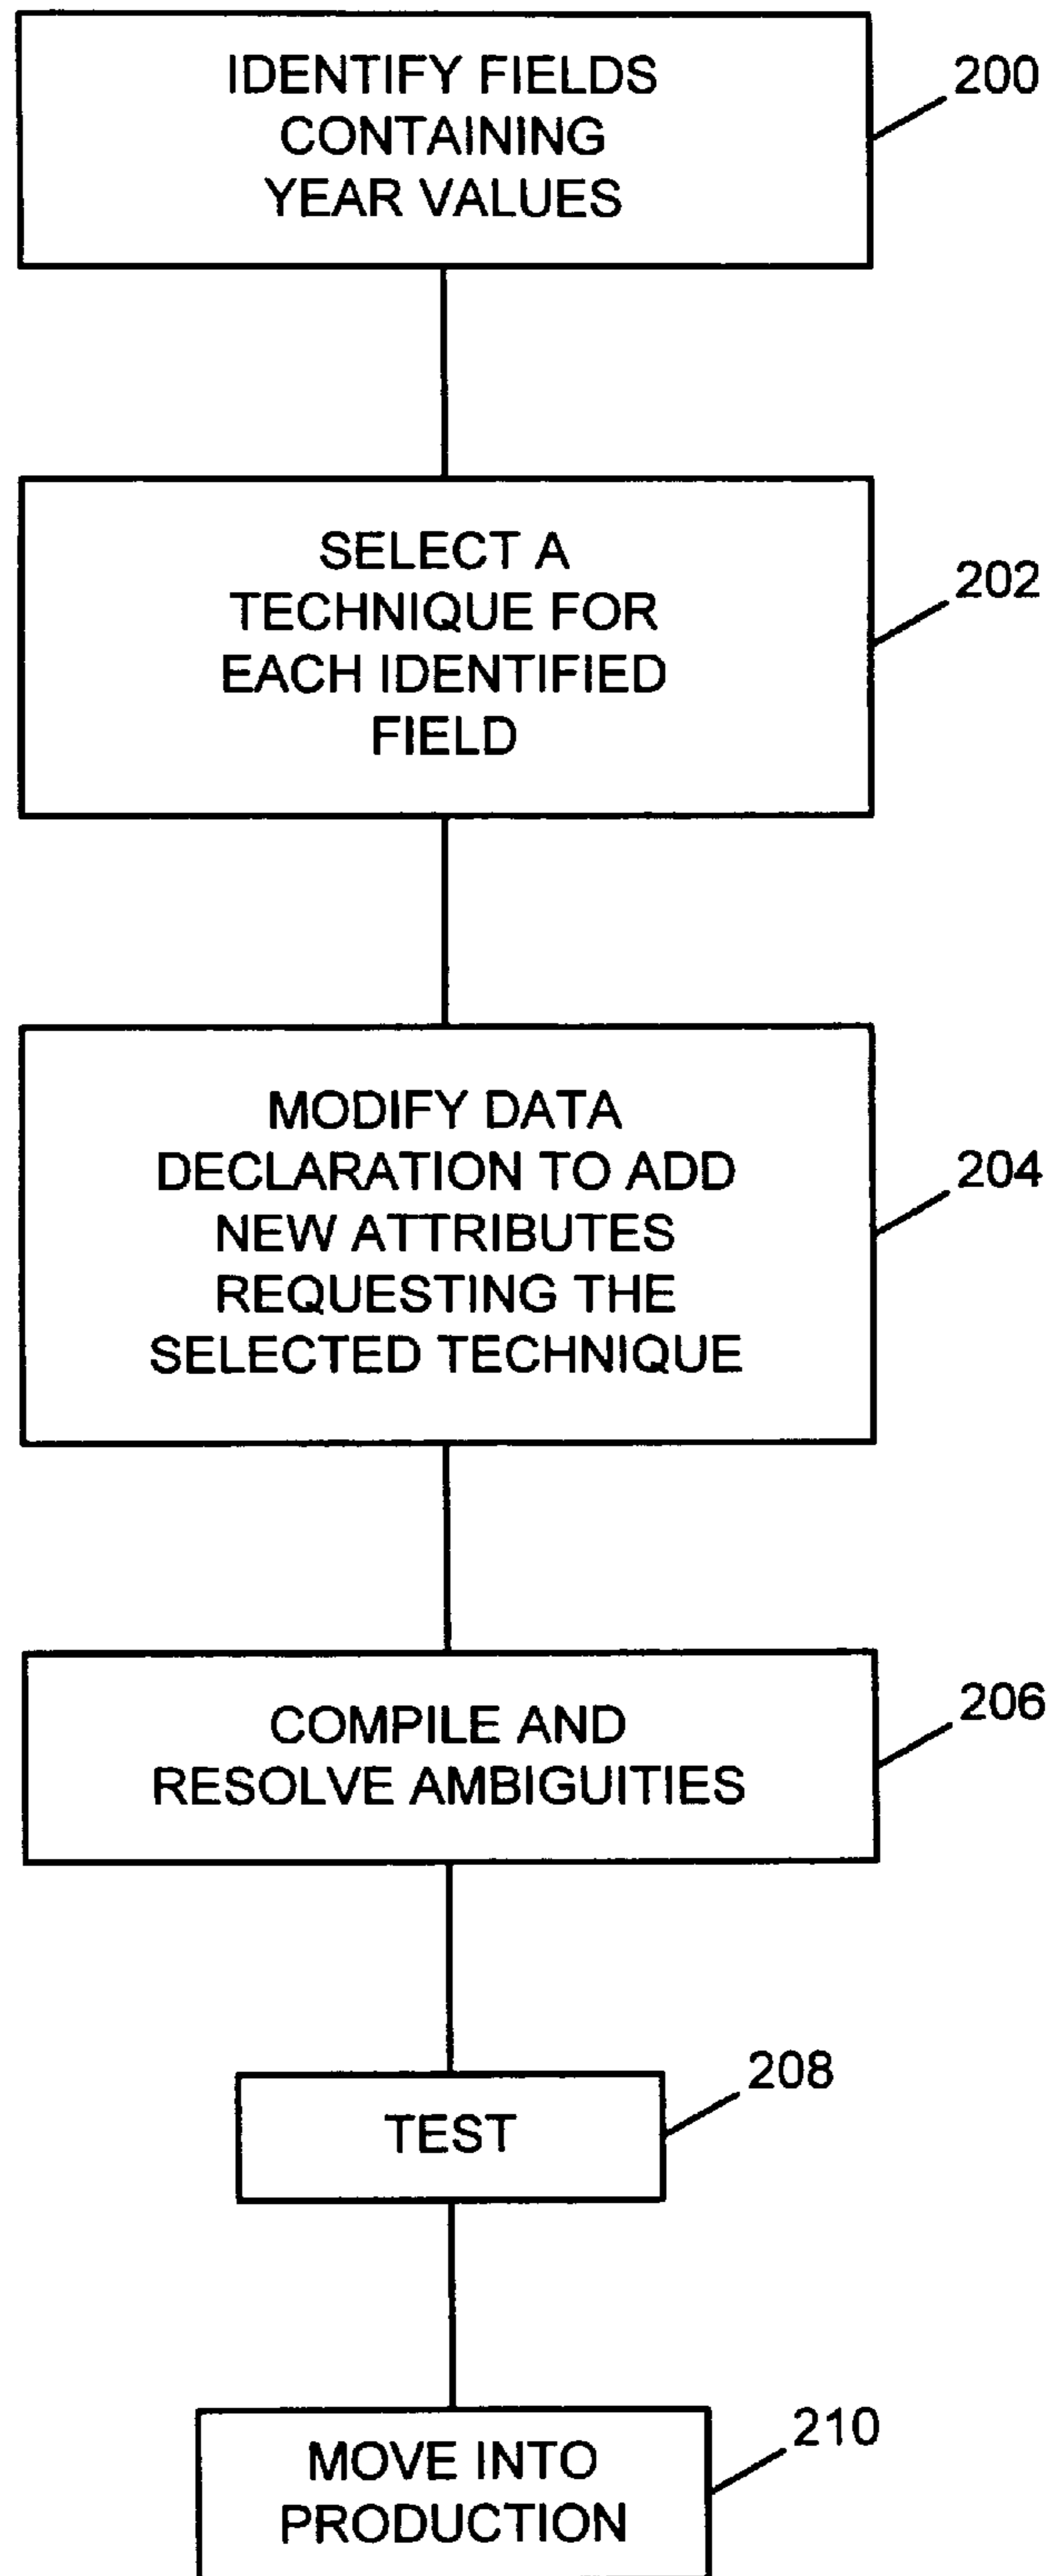 IDENTIFY FIELDS
CONTAINING
YEAR VALUES
200
SELECT A
TECHNIQUE FOR
EACH IDENTIFIED
FIELD
202
MODIFY DATA
DECLARATION TO ADD
NEW ATTRIBUTES
REQUESTING THE
SELECTED TECHNIQUE
204
COMPILE AND
RESOLVE AMBIGUITIES
206
TEST
208
MOVE INTO
PRODUCTION
210